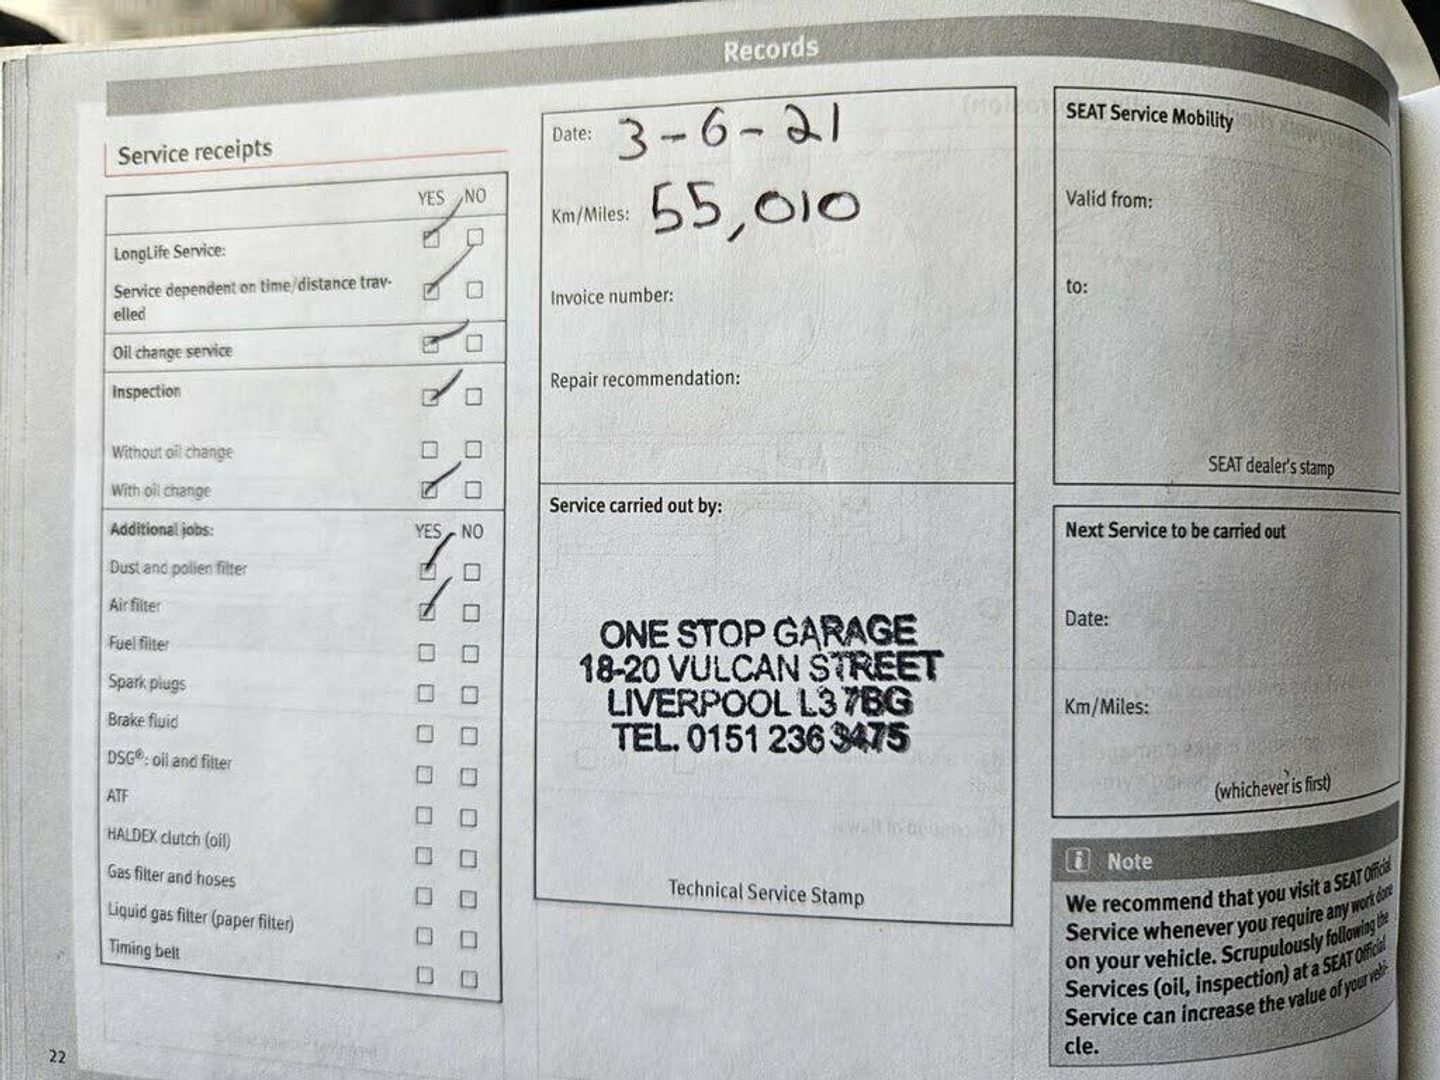 Records
Service receipts
YES NO
LongLife Service:
Service dependent on time/distance trav-
elled
Oil change service
Inspection
Without oil change
With oil change
Additional jobs: YES NO
Dust and pollen filter
Air filter
Fuel filter
Spark plugs
Brake fluid
DSG®: oil and filter
ATF
HALDEX clutch (oil)
Gas filter and hoses
Liquid gas filter (paper filter)
Timing belt
22
Date: 3-6-21
Km/Miles: 55,010
Invoice number:
Repair recommendation:
Service carried out by:
ONE STOP GARAGE
18-20 VULCAN STREET
LIVERPOOL L3 7BG
TEL. 0151 236 3475
Technical Service Stamp
SEAT Service Mobility
Valid from:
to:
SEAT dealer's stamp
Next Service to be carried out
Date:
Km/Miles:
(whichever is first)
i Note
We recommend that you visit a SEAT Official
Service whenever you require any work done
on your vehicle. Scrupulously following the
Services (oil, inspection) at a SEAT Official
Service can increase the value of your vehi-
cle.